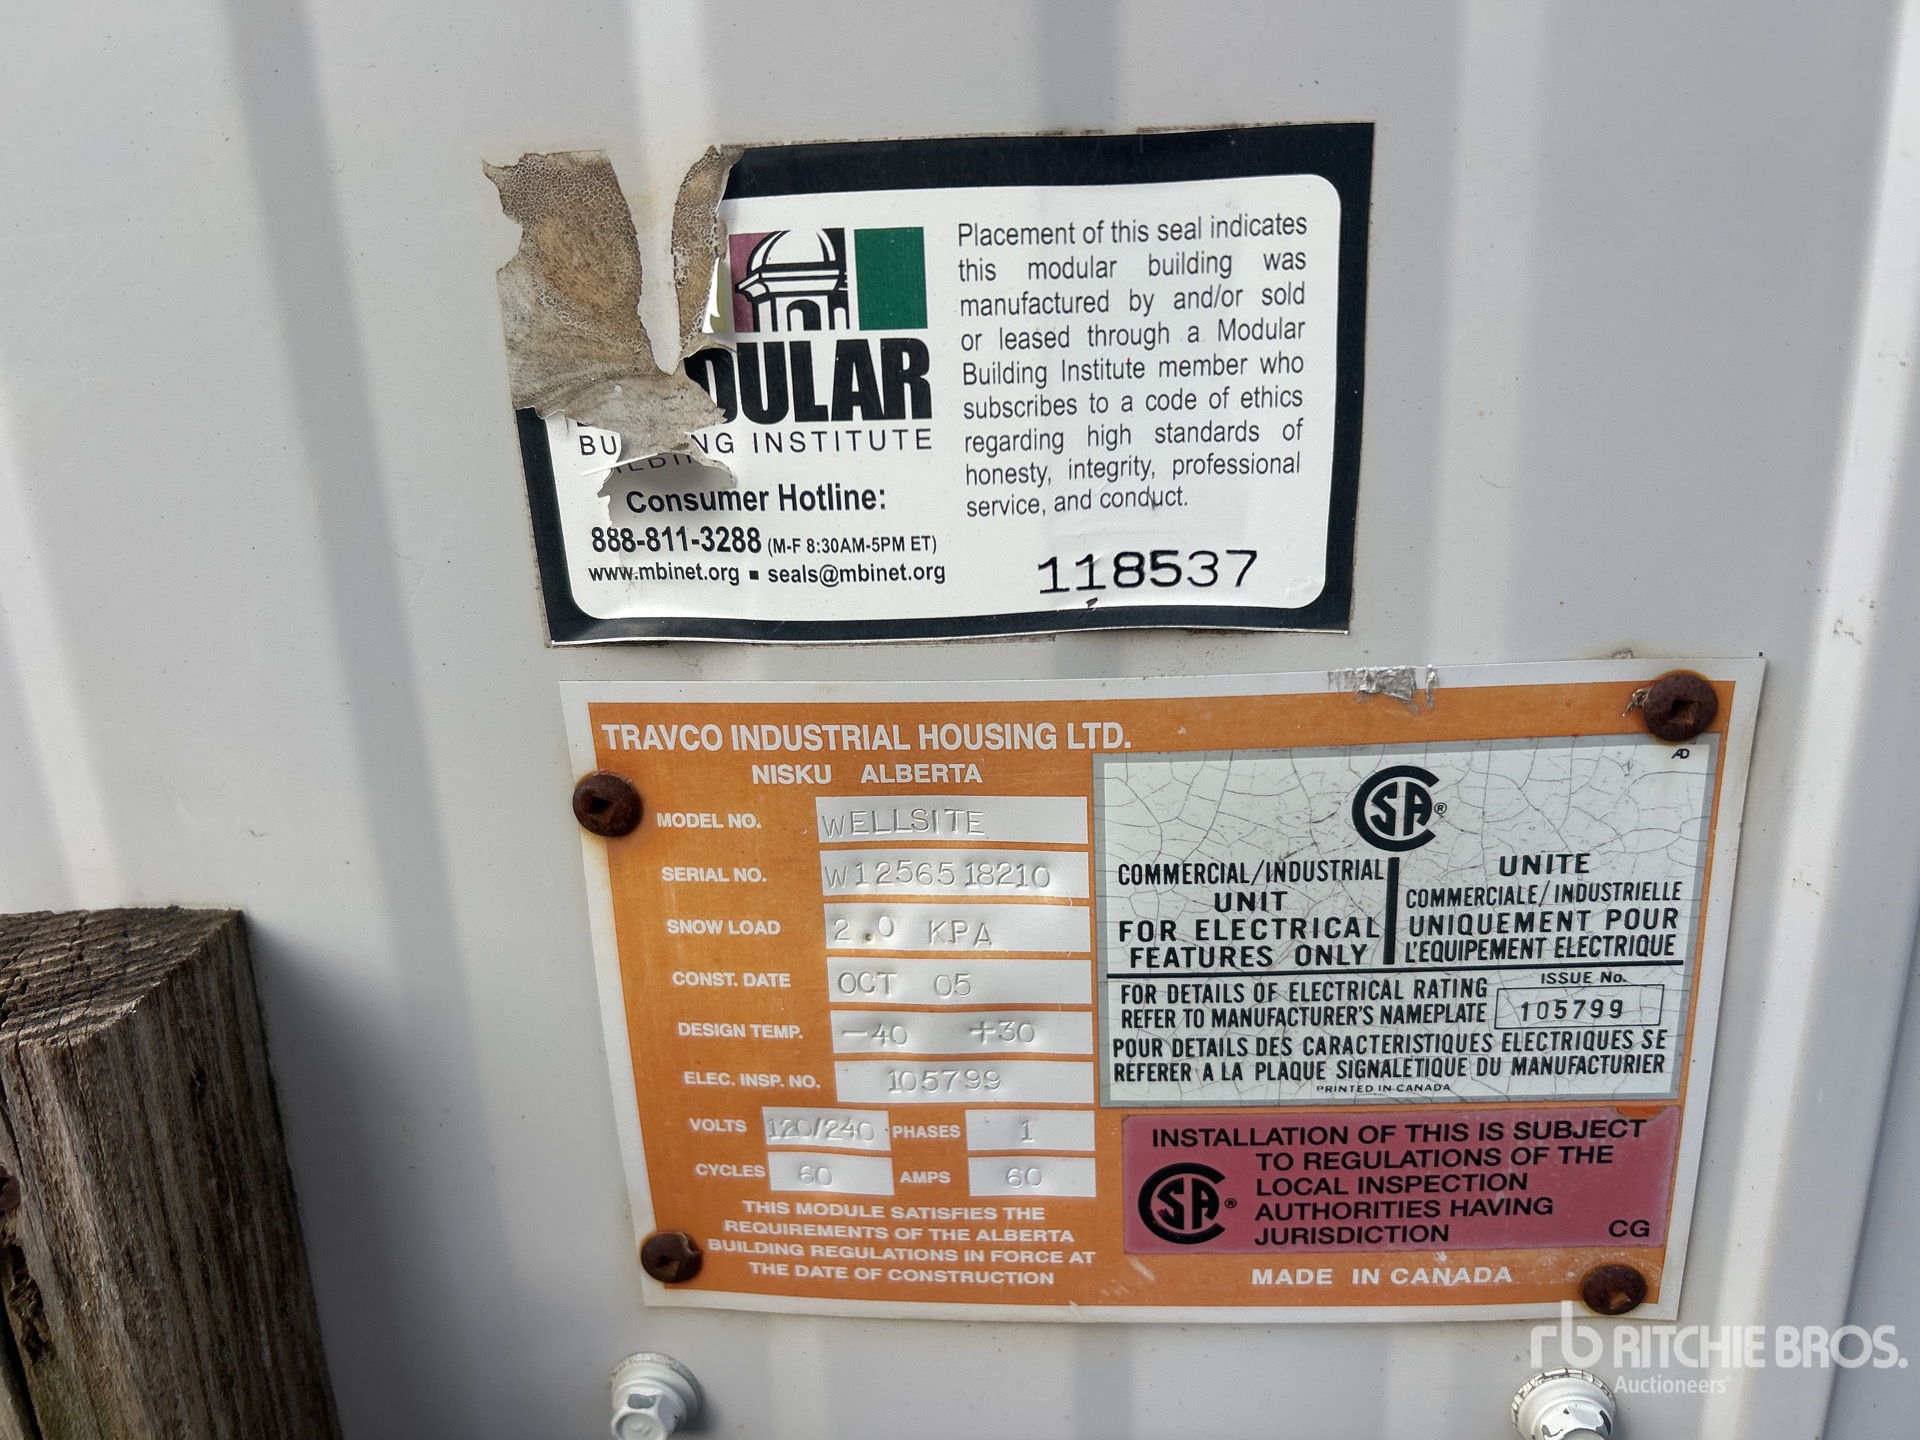 DULAR
BU NG INSTITUTE
Consumer Hotline:
888-811-3288 (M-F 8:30AM-5PM ET)
www.mbinet.org ▪ seals@mbinet.org
Placement of this seal indicates
this modular building was
manufactured by and/or sold
or leased through a Modular
Building Institute member who
subscribes to a code of ethics
regarding high standards of
honesty, integrity, professional
service, and conduct.
118537
TRAVCO INDUSTRIAL HOUSING LTD.
NISKU ALBERTA
MODEL NO. WELLSITE
SERIAL NO. W1256518210
SNOW LOAD 2.0 KPA
CONST. DATE OCT 05
DESIGN TEMP. -40 +30
ELEC. INSP. NO. 105799
VOLTS 120/240 PHASES 1
CYCLES 60 AMPS 60
THIS MODULE SATISFIES THE
REQUIREMENTS OF THE ALBERTA
BUILDING REGULATIONS IN FORCE AT
THE DATE OF CONSTRUCTION
AD
CSA®
COMMERCIAL/INDUSTRIAL
UNIT
FOR ELECTRICAL
FEATURES ONLY
UNITE
COMMERCIALE/INDUSTRIELLE
UNIQUEMENT POUR
L'EQUIPEMENT ELECTRIQUE
FOR DETAILS OF ELECTRICAL RATING
REFER TO MANUFACTURER'S NAMEPLATE
ISSUE No.
105799
POUR DETAILS DES CARACTERISTIQUES ELECTRIQUES SE
REFERER A LA PLAQUE SIGNALETIQUE DU MANUFACTURIER
PRINTED IN CANADA
CSA®
INSTALLATION OF THIS IS SUBJECT
TO REGULATIONS OF THE
LOCAL INSPECTION
AUTHORITIES HAVING
JURISDICTION
CG
MADE IN CANADA
rb RITCHIE BROS.
Auctioneers